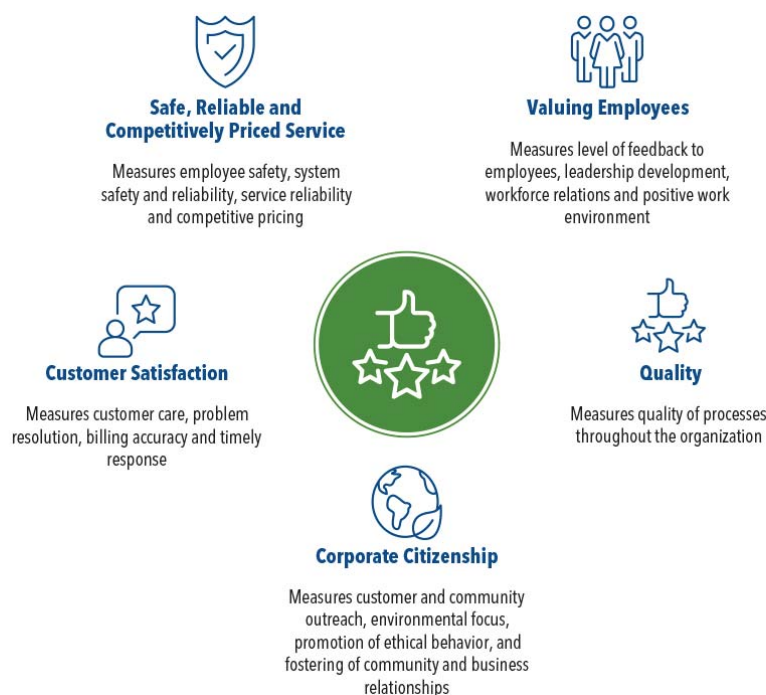 Safe, Reliable and
Competitively Priced Service
Measures employee safety, system
safety and reliability, service reliability
and competitive pricing
Valuing Employees
Measures level of feedback to
employees, leadership development,
workforce relations and positive work
environment
Customer Satisfaction
Measures customer care, problem
resolution, billing accuracy and timely
response
Quality
Measures quality of processes
throughout the organization
Corporate Citizenship
Measures customer and community
outreach, environmental focus,
promotion of ethical behavior, and
fostering of community and business
relationships